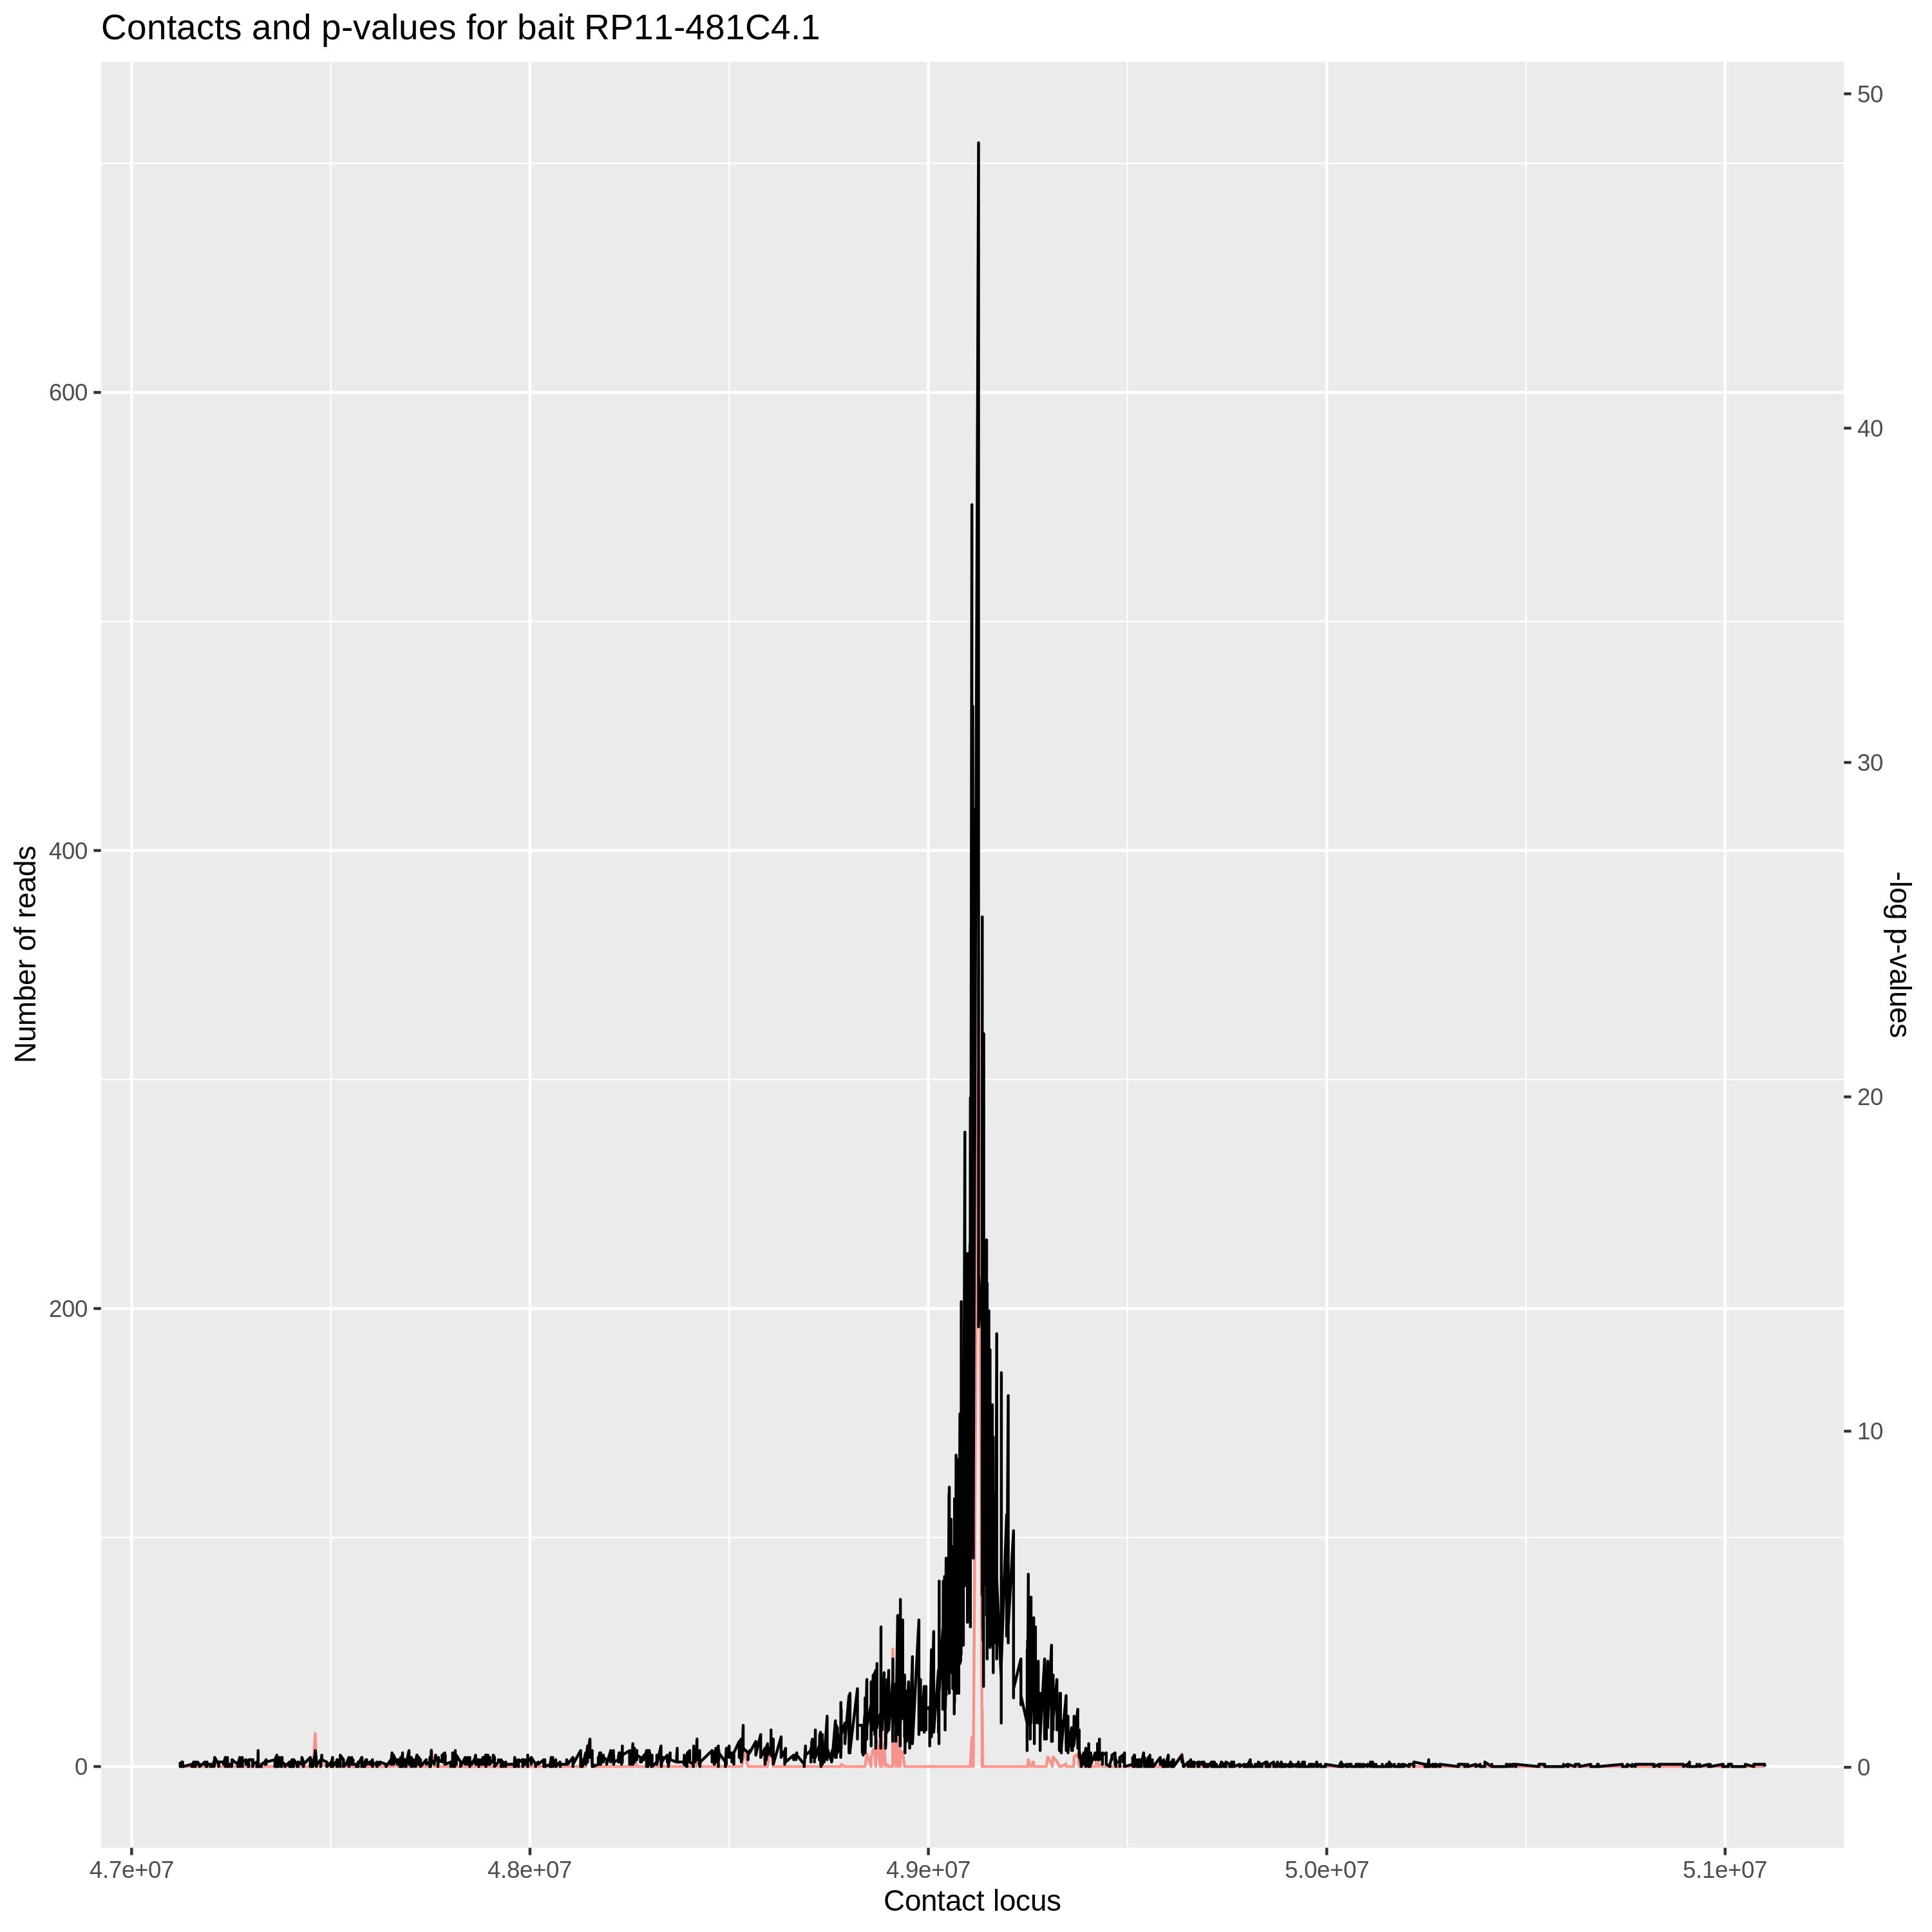 Contacts and p-values for bait RP11-481C4.1
50
40
30
20
10
0
600
400
200
0
Number of reads
-log p-values
4.7e+07 4.8e+07 4.9e+07 5.0e+07 5.1e+07
Contact locus